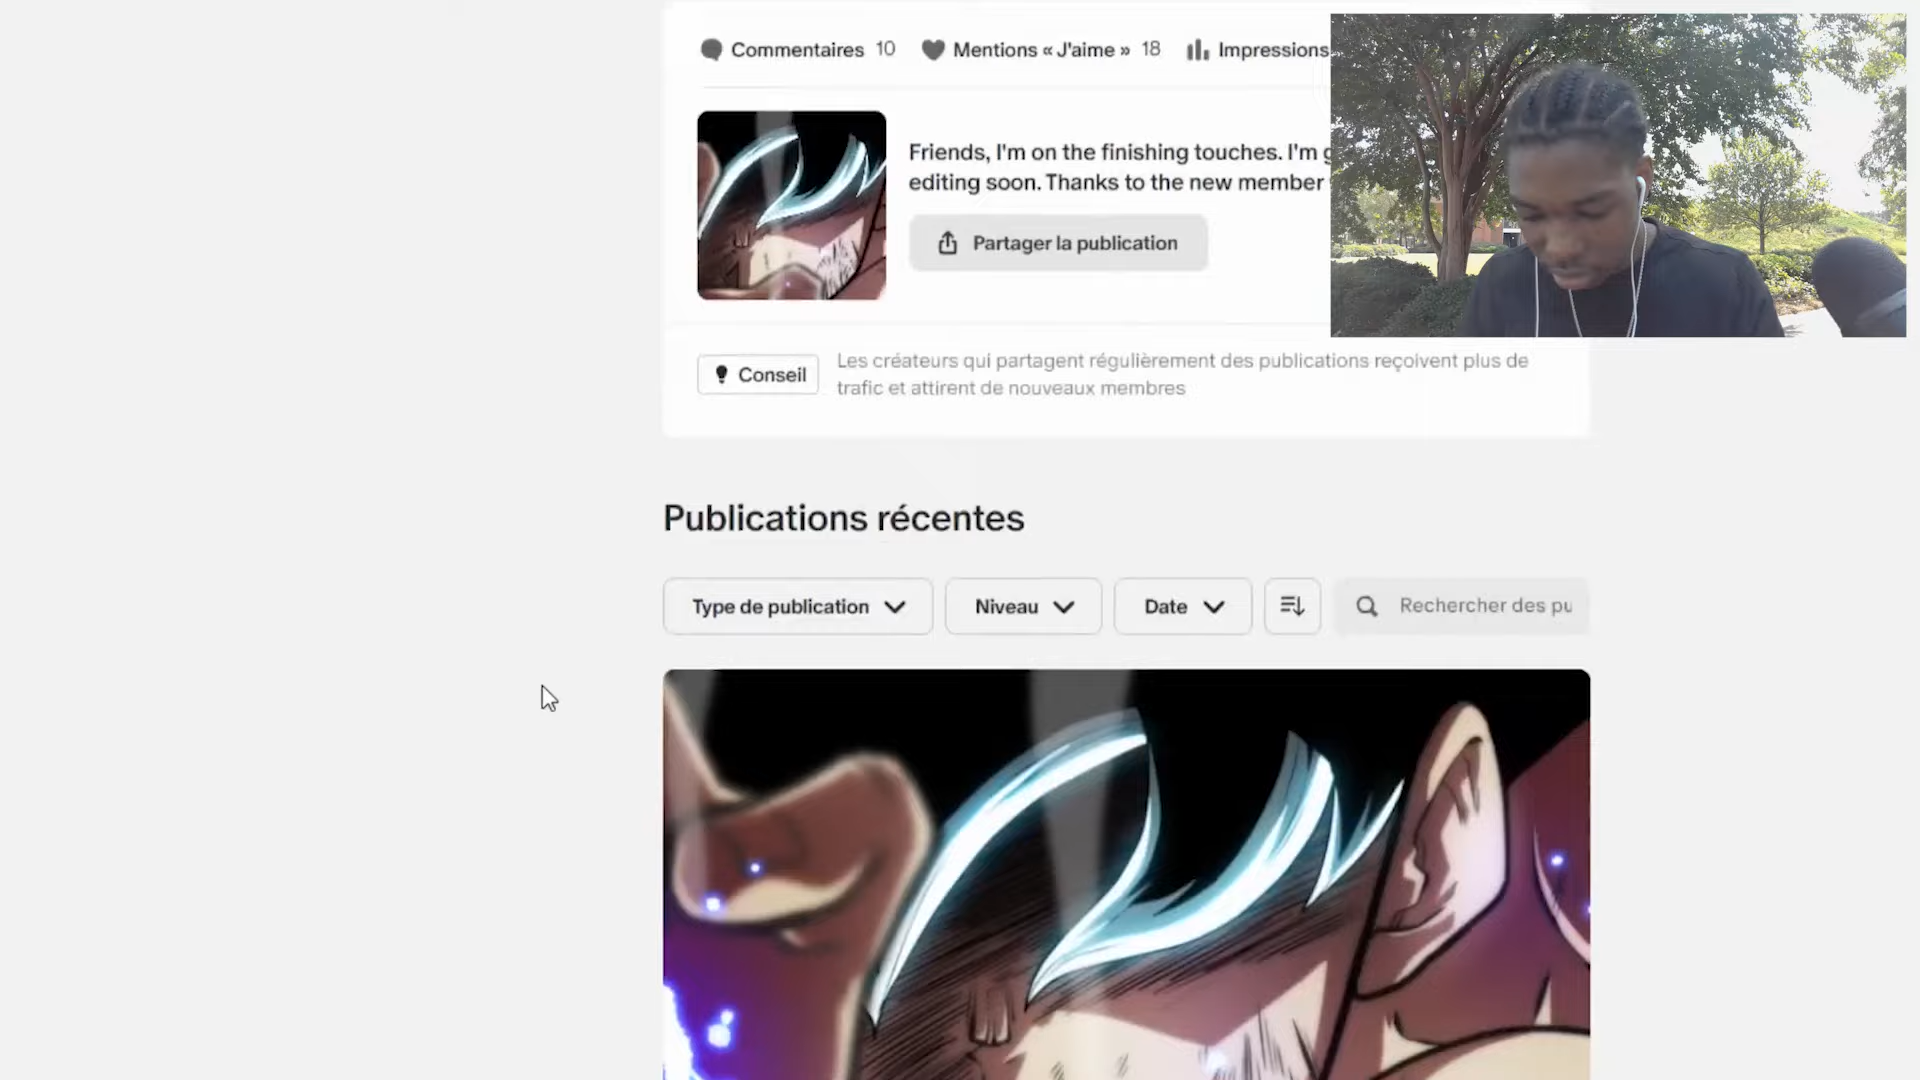 Commentaires 10 Mentions « J'aime » 18 Impressions
Friends, I'm on the finishing touches. I'm
editing soon. Thanks to the new member
Partager la publication
Conseil
Les créateurs qui partagent régulièrement des publications reçoivent plus de
trafic et attirent de nouveaux membres
Publications récentes
Type de publication Niveau Date Rechercher des pu